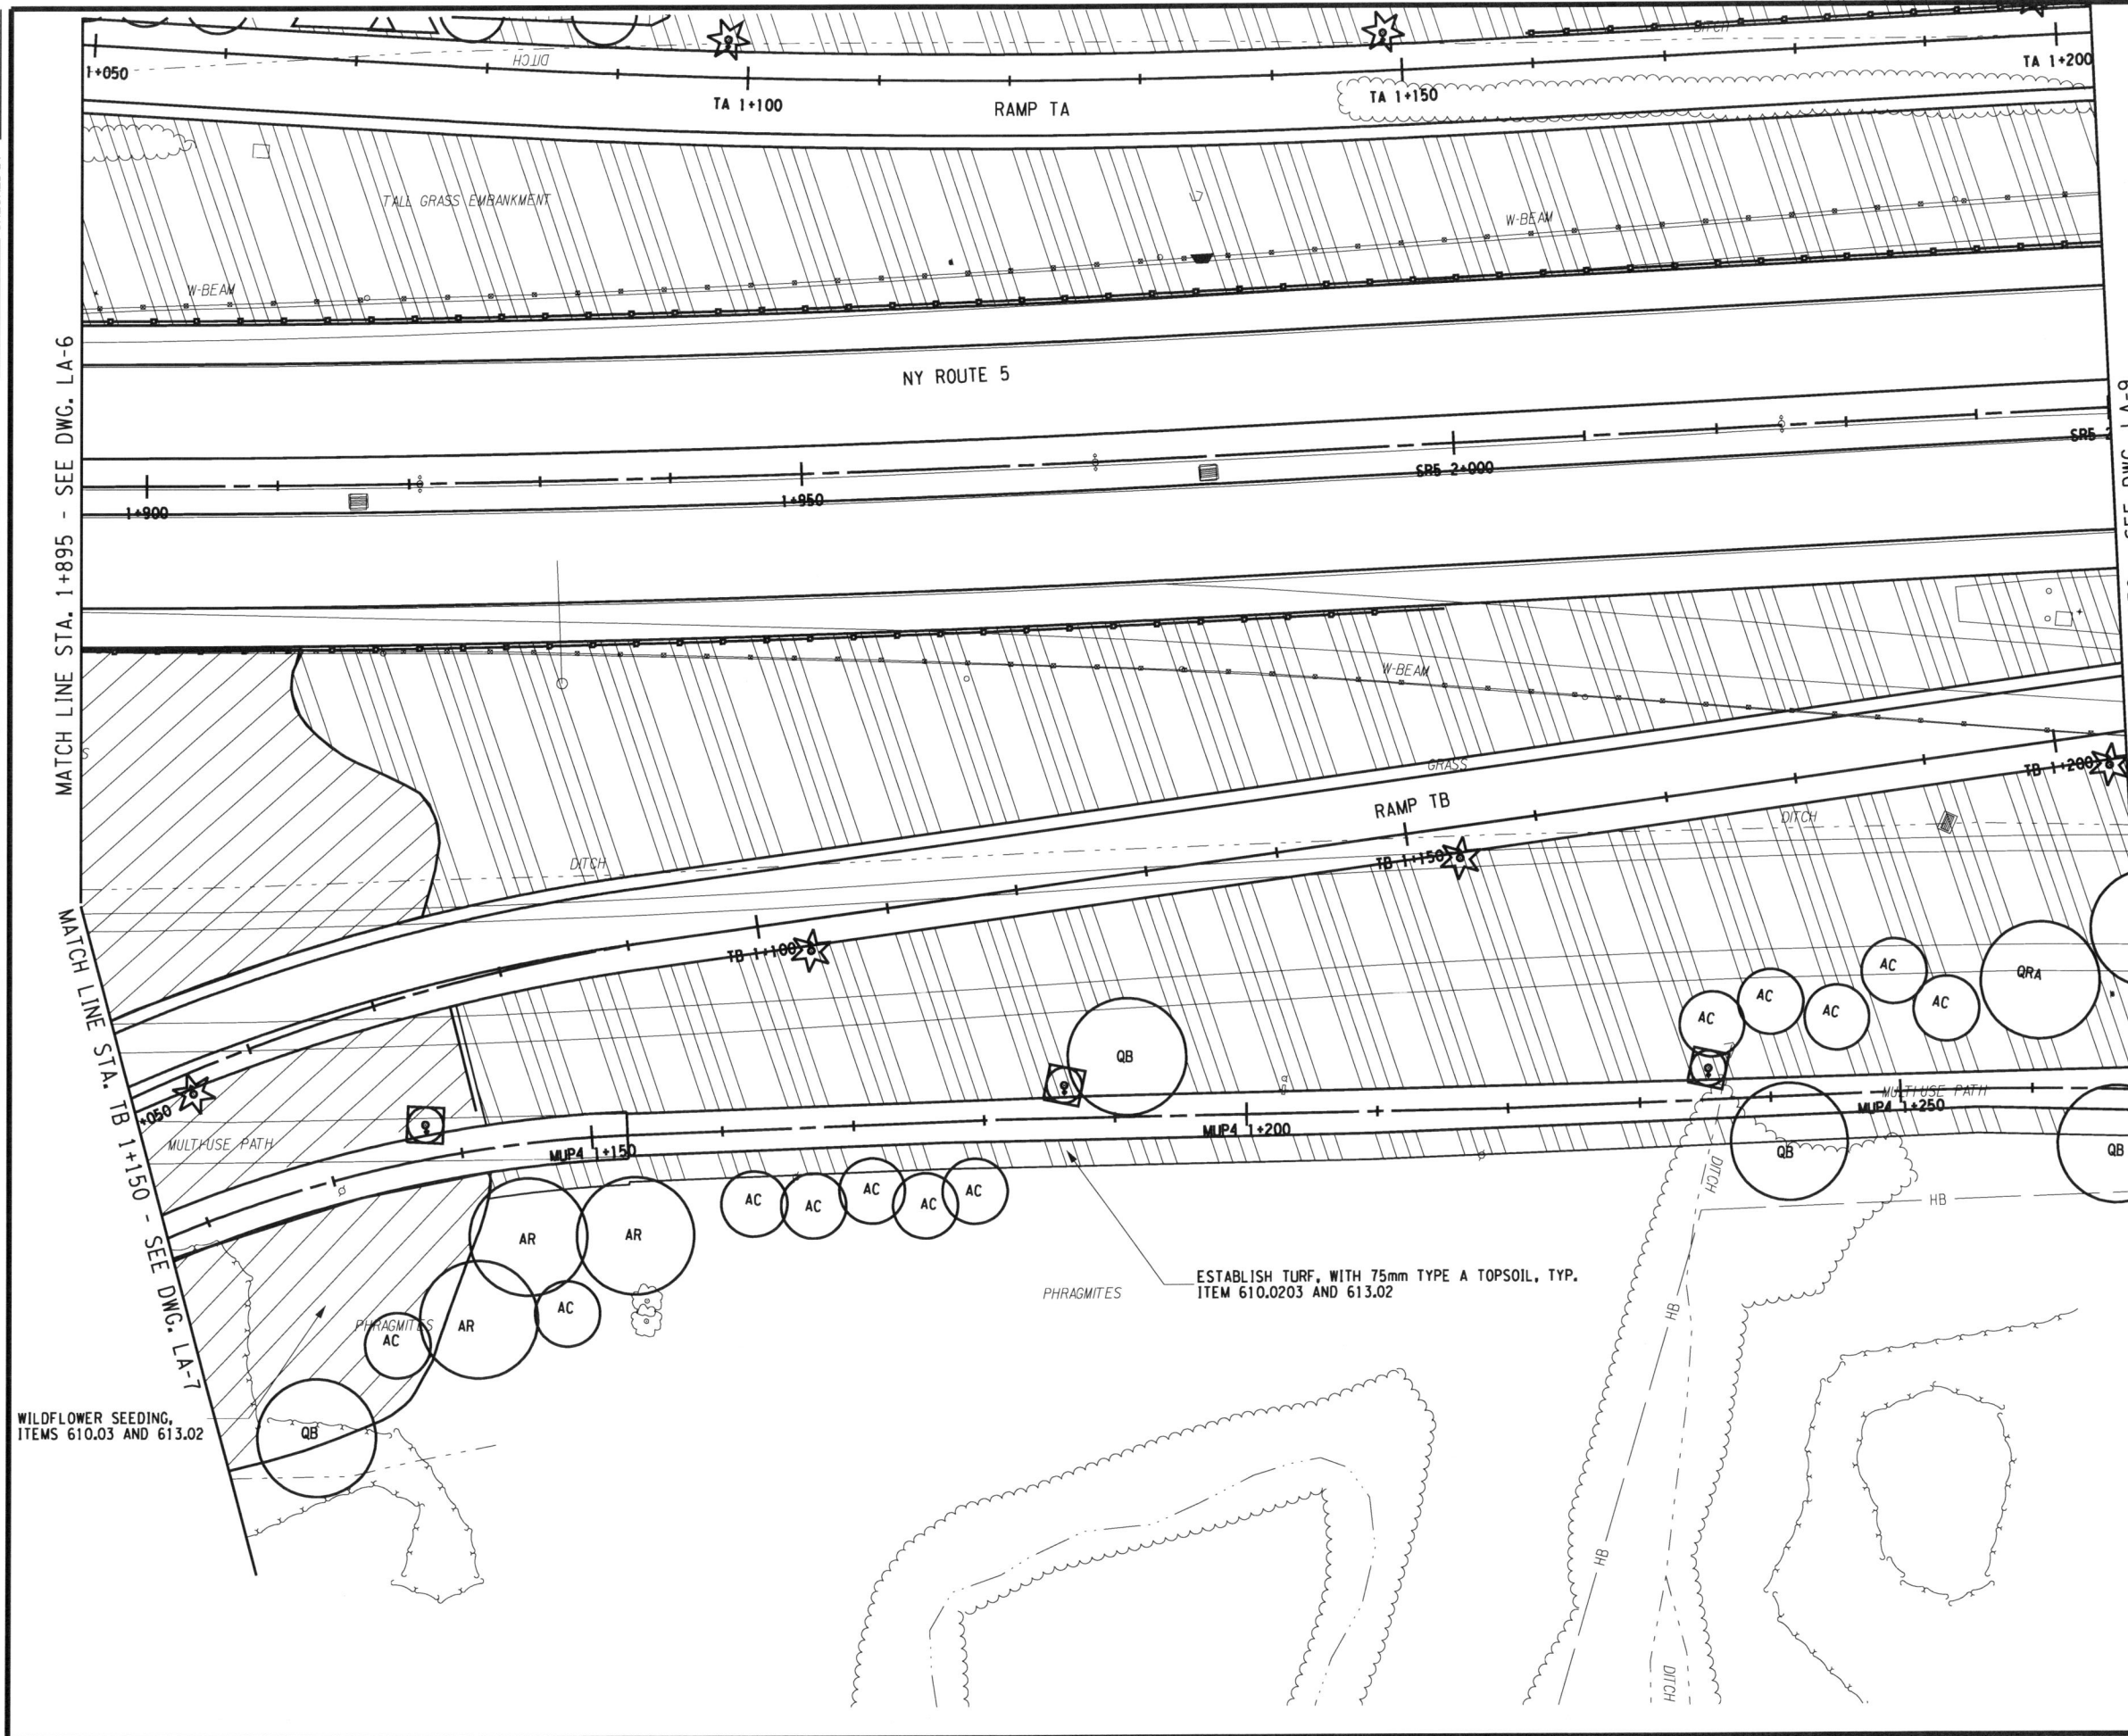 DITCH
DITCH
1+050
TA 1+100
RAMP TA
TA 1+150
TA 1+200
TALL GRASS EMBANKMENT
W-BEAM
W-BEAM
MATCH LINE STA. 1+895 - SEE DWG. LA-6
NY ROUTE 5
SR5 2+000
1+950
1+900
W-BEAM
GRASS
RAMP TB
TB 1+200
DITCH
DITCH
TB 1+150
TB 1+100
MATCH LINE STA. TB 1+150 - SEE DWG. LA-7
+050
MULTI-USE PATH
MUP4 1+150
MUP4 1+200
MULTI-USE PATH
MUP4 1+250
QB
AC
AC
AC
AC
AC
QRA
QB
QB
AC
AC
AC
AC
AC
AR
AR
AR
AC
AC
QB
DITCH
HB
HB
HB
DITCH
PHRAGMITES
PHRAGMITES
ESTABLISH TURF, WITH 75mm TYPE A TOPSOIL, TYP.
ITEM 610.0203 AND 613.02
WILDFLOWER SEEDING,
ITEMS 610.03 AND 613.02